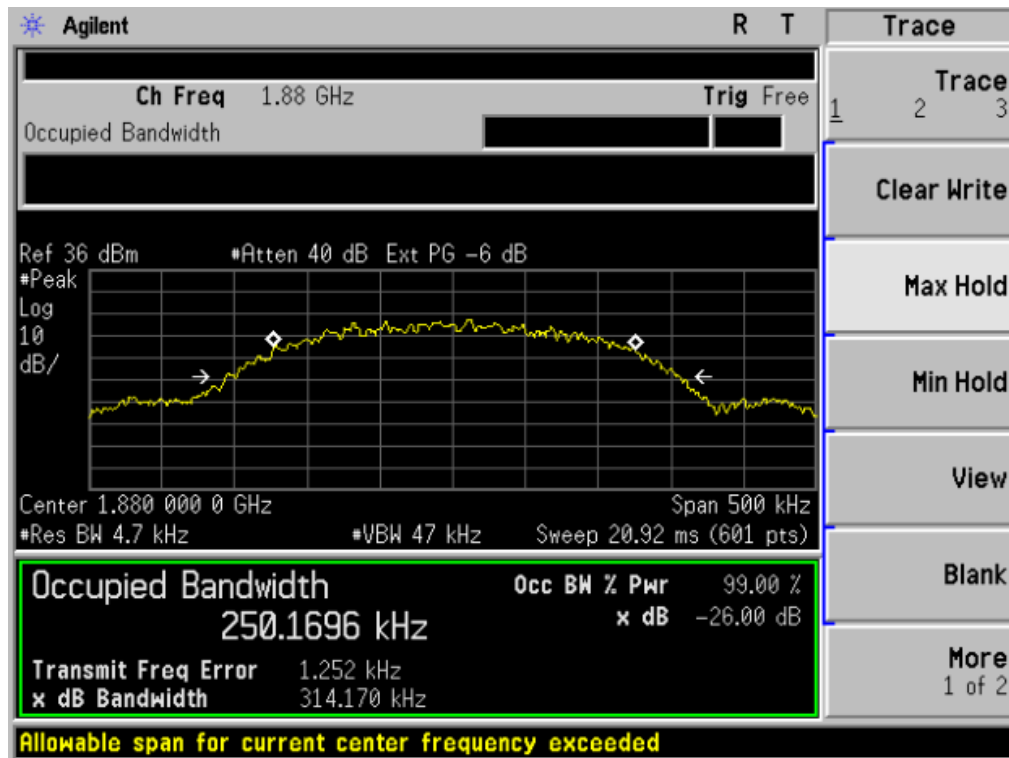 Agilent R T Trace
Ch Freq 1.88 GHz Trig Free
Occupied Bandwidth
Trace
1 2 3
Clear Write
Max Hold
Min Hold
View
Blank
More
1 of 2
Ref 36 dBm #Atten 40 dB Ext PG -6 dB
#Peak
Log
10
dB/
Center 1.880 000 0 GHz Span 500 kHz
#Res BW 4.7 kHz #VBW 47 kHz Sweep 20.92 ms (601 pts)
Occupied Bandwidth Occ BW % Pwr 99.00 %
250.1696 kHz x dB -26.00 dB
Transmit Freq Error 1.252 kHz
x dB Bandwidth 314.170 kHz
Allowable span for current center frequency exceeded